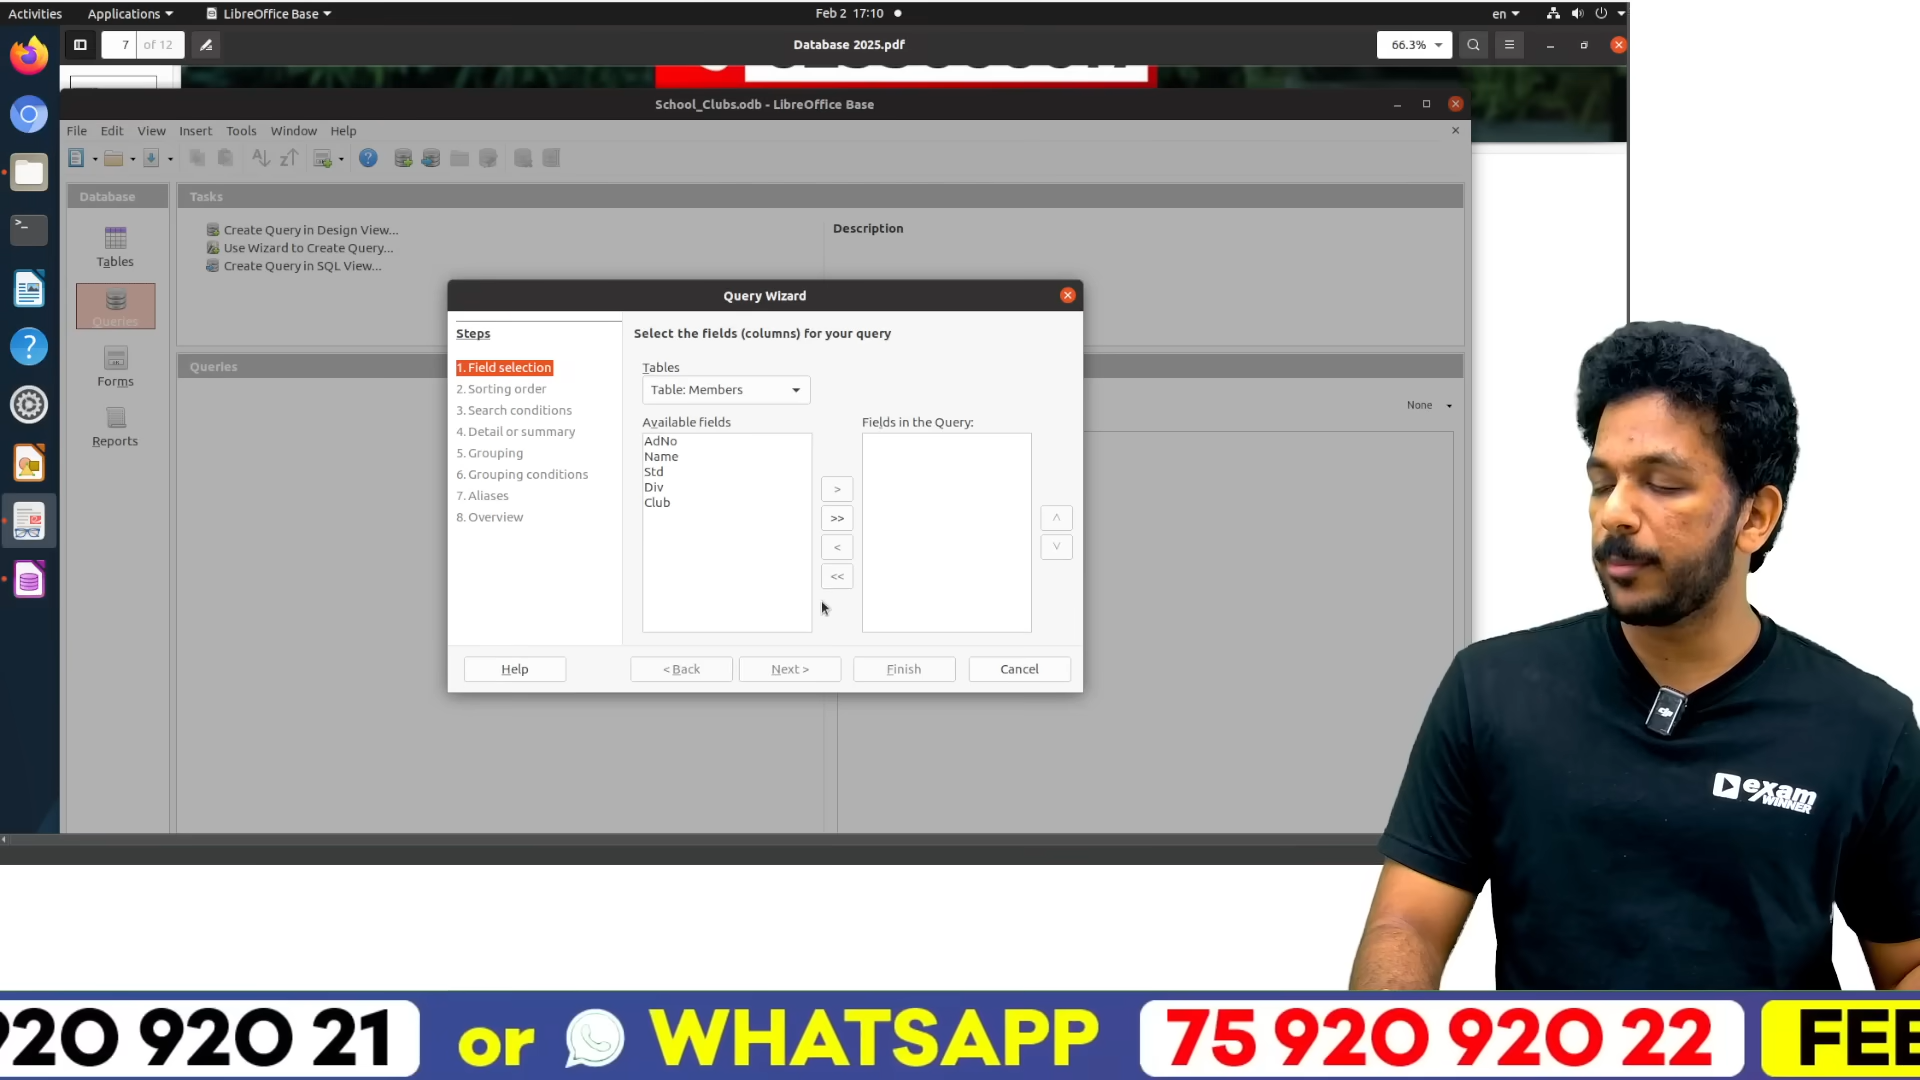 Activities Applications LibreOffice Base Feb 2 17:10 en
7 of 12 Database 2025.pdf 66.3%
School_Clubs.odb - LibreOffice Base
File Edit View Insert Tools Window Help
Database Tasks
Create Query in Design View...
Use Wizard to Create Query...
Create Query in SQL View...
Description
Tables
Queries
Forms
Reports
Queries
None
Query Wizard
Steps
1. Field selection
2. Sorting order
3. Search conditions
4. Detail or summary
5. Grouping
6. Grouping conditions
7. Aliases
8. Overview
Select the fields (columns) for your query
Tables
Table: Members
Available fields Fields in the Query:
AdNo
Name
Std
Div
Club
>
>>
<
<<
Help < Back Next > Finish Cancel
exam
WINNER
920 920 21 or WHATSAPP 75 920 920 22 FEE